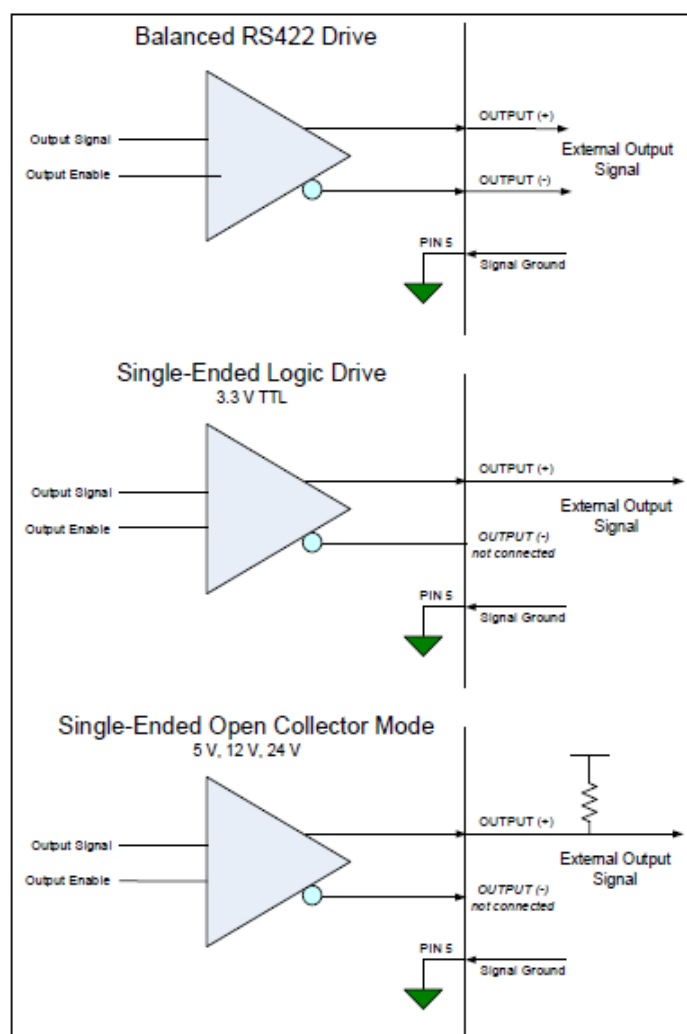 Balanced RS422 Drive
OUTPUT (+)
Output Signal
External Output
Signal
Output Enable
OUTPUT (-)
PIN 5
Signal Ground
Single-Ended Logic Drive
3.3 V TTL
OUTPUT (+)
Output Signal
External Output
Signal
Output Enable
OUTPUT (-)
not connected
PIN 5
Signal Ground
Single-Ended Open Collector Mode
5 V, 12 V, 24 V
OUTPUT (+)
Output Signal
External Output
Signal
Output Enable
OUTPUT (-)
not connected
PIN 5
Signal Ground